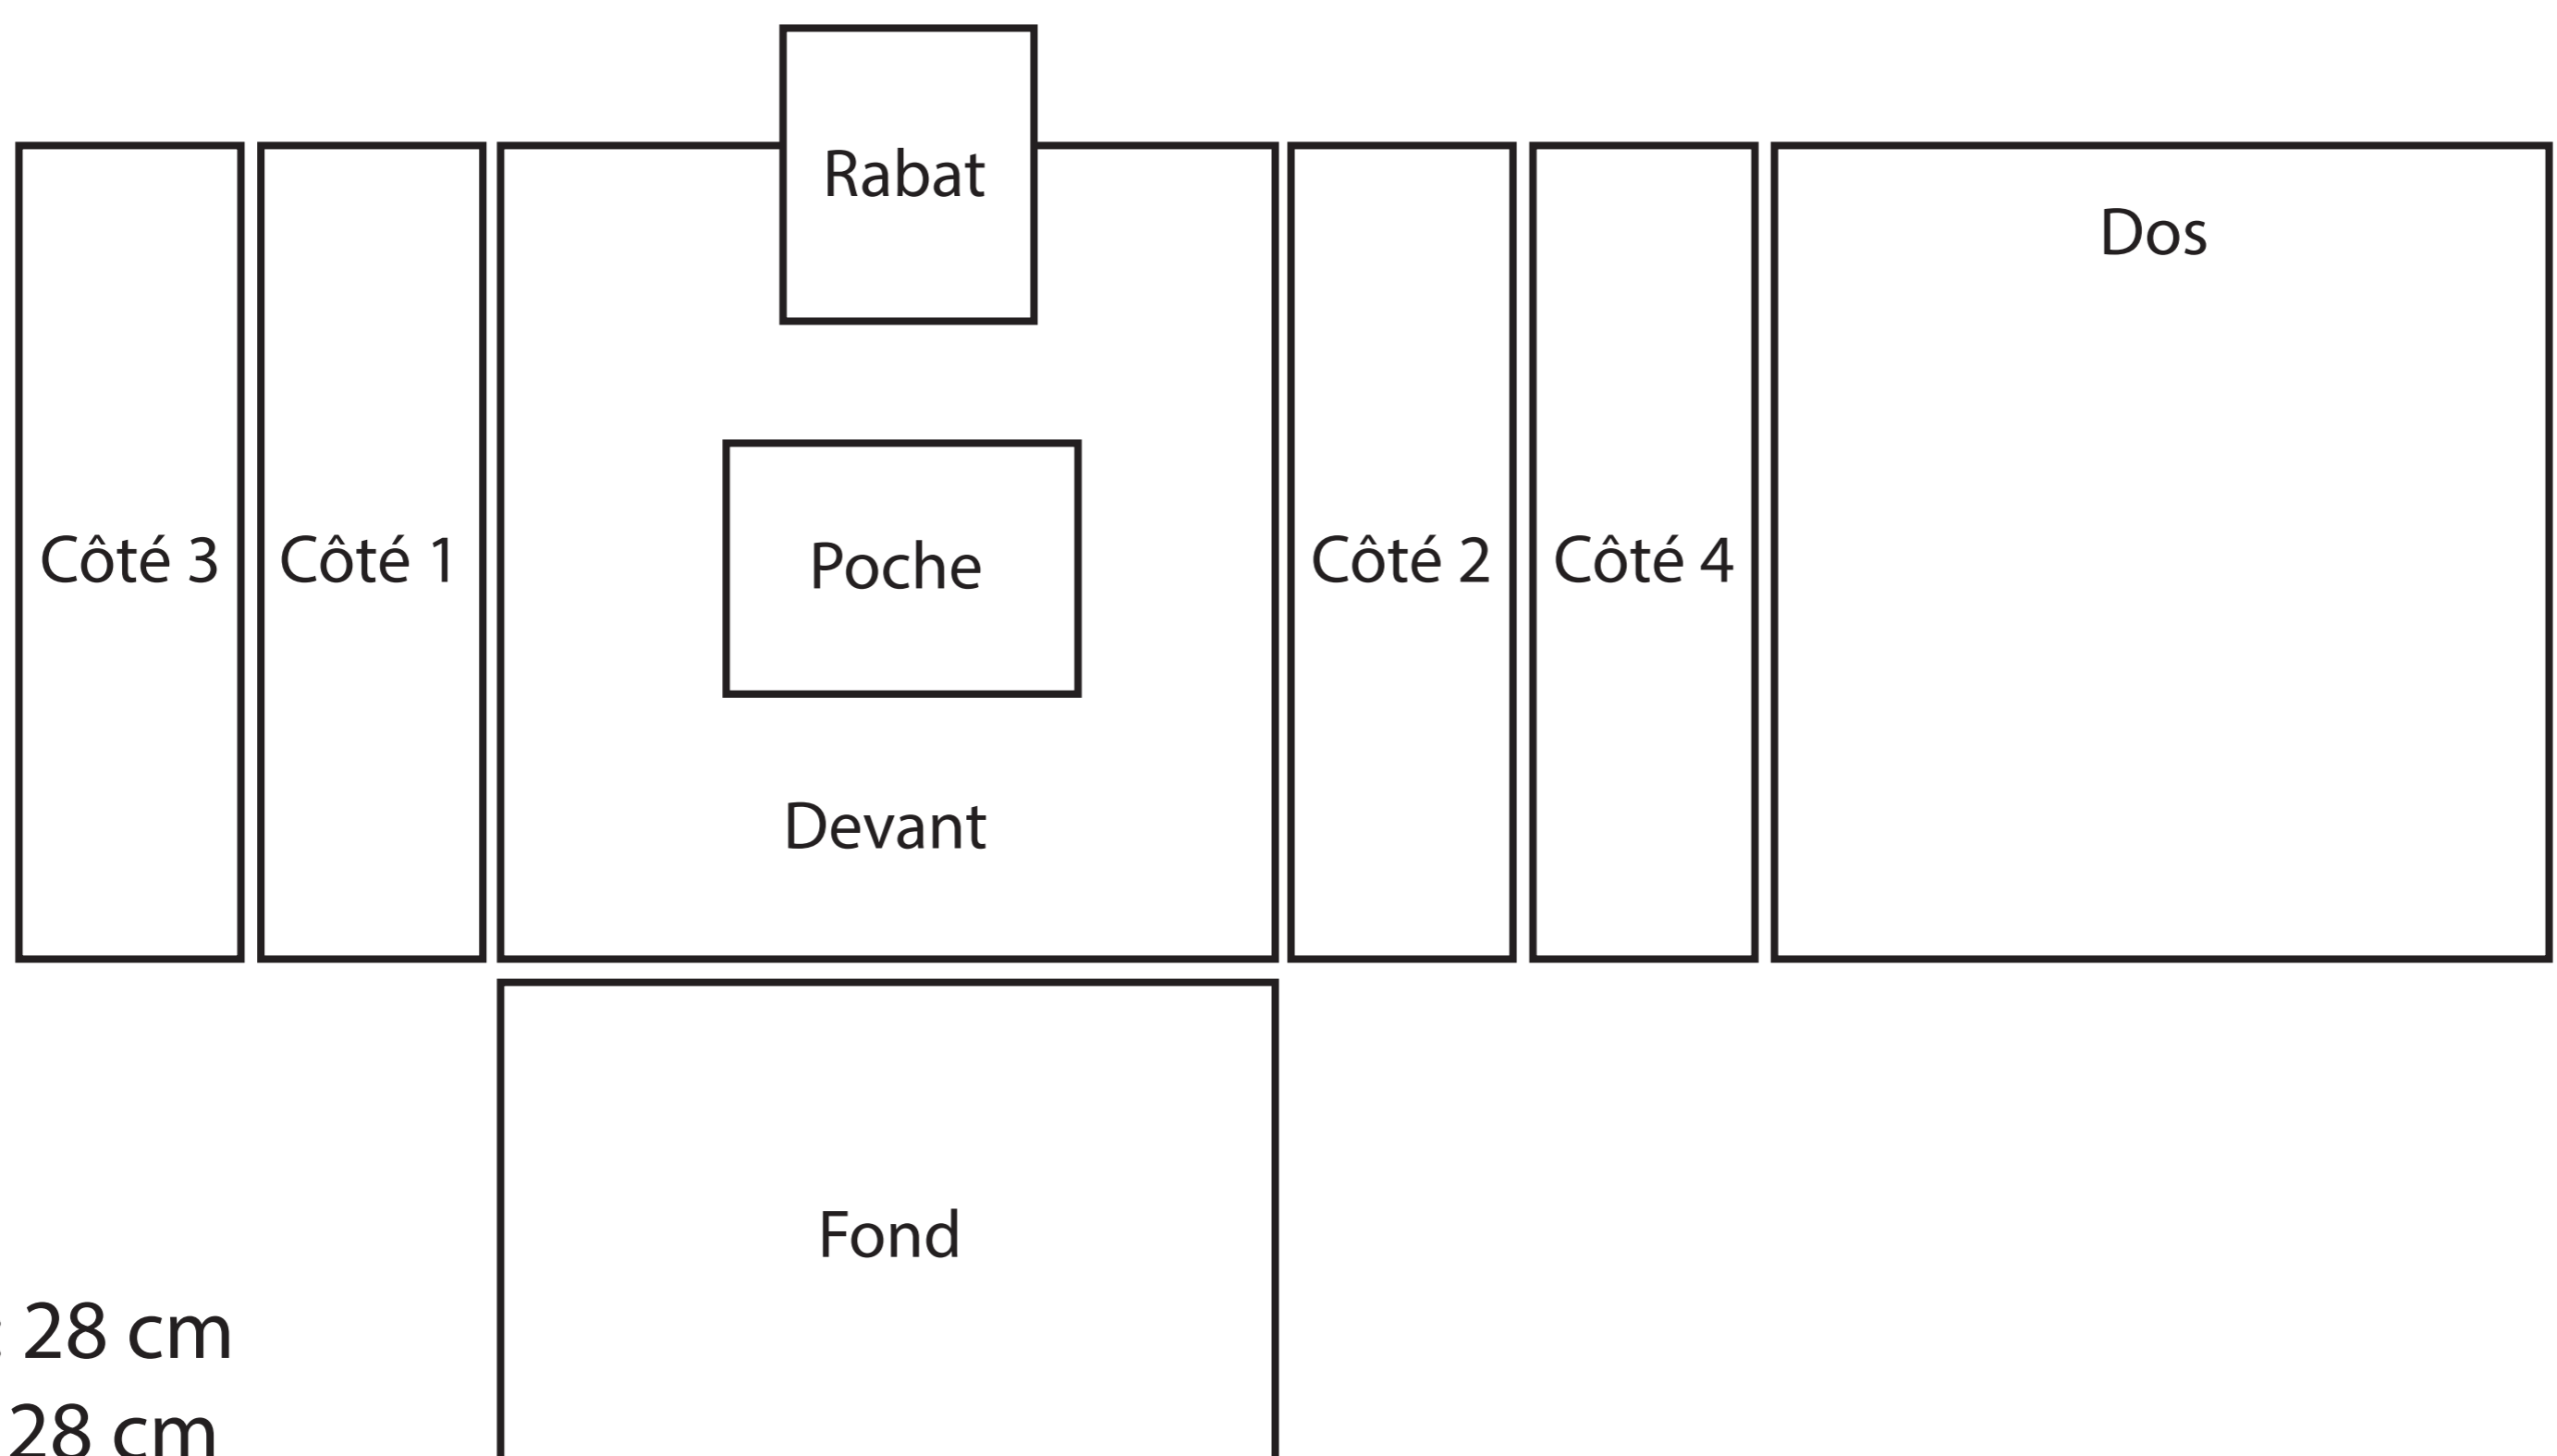 Rabat
Dos
Côté 3
Côté 1
Poche
Côté 2
Côté 4
Devant
Fond
28 cm
28 cm